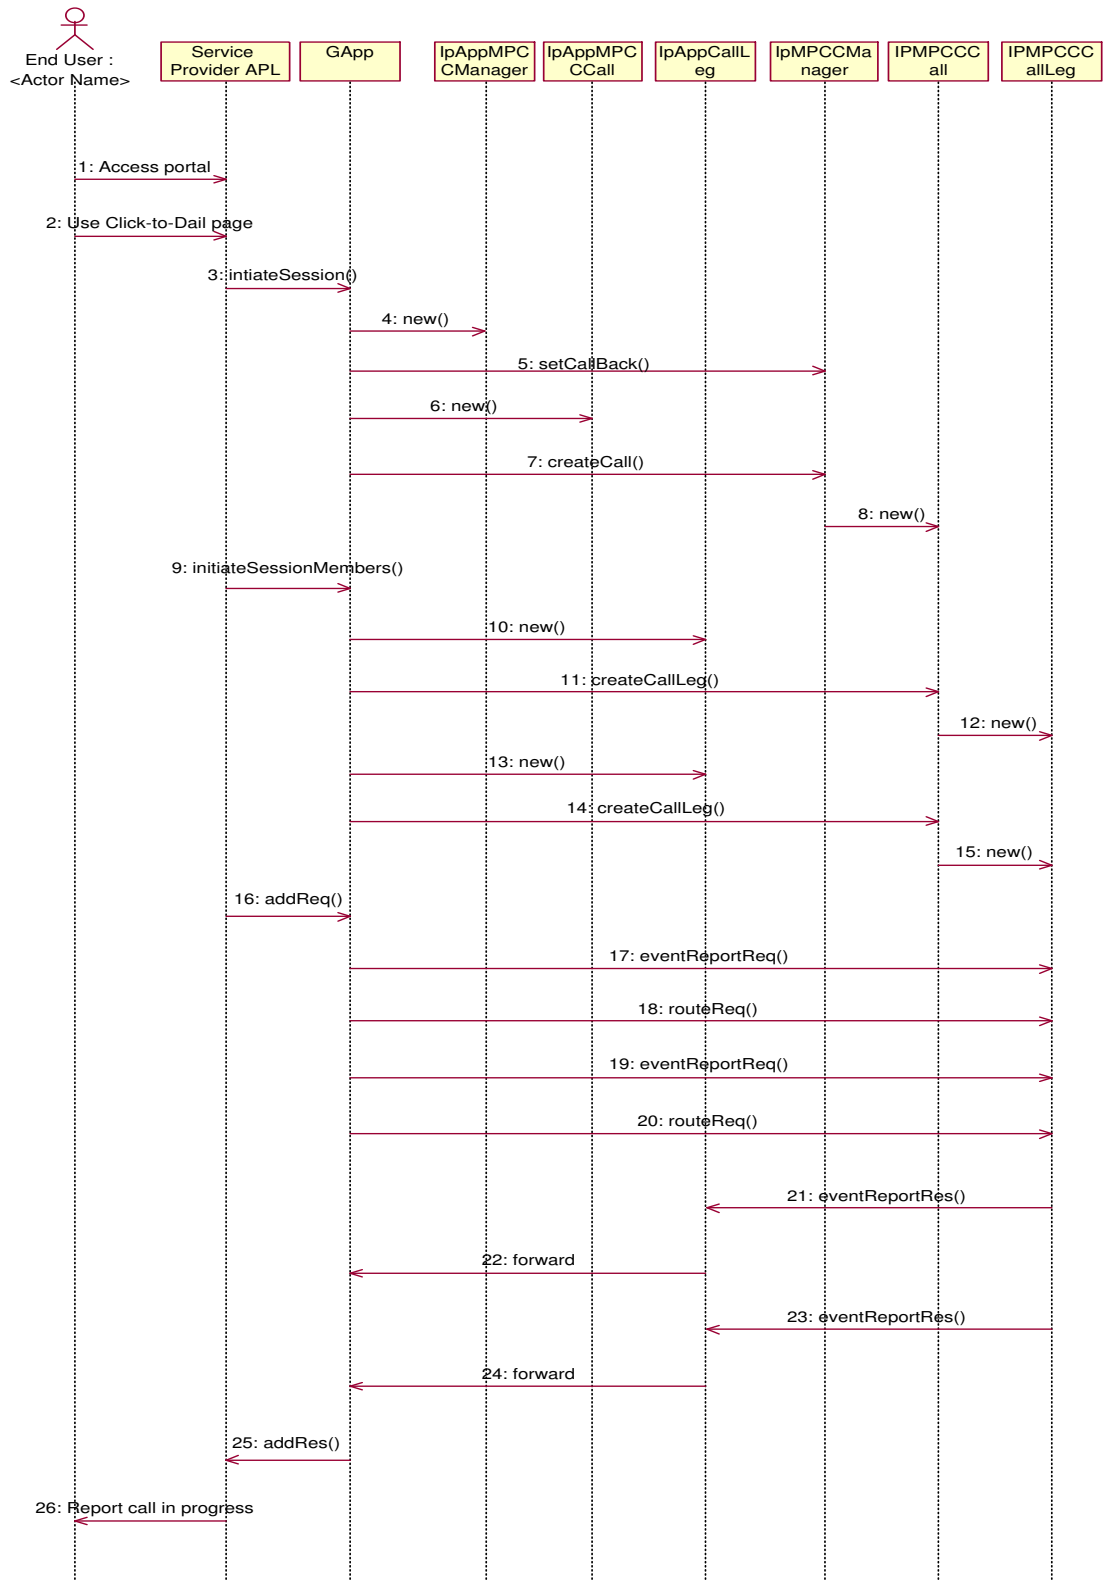 End User :
<Actor Name>
Service
Provider APL
GApp
IpAppMPC
CManager
IpAppMPC
CCall
IpAppCallL
eg
IpMPCCMa
nager
IPMPCCC
all
IPMPCCC
allLeg
1: Access portal
2: Use Click-to-Dail page
3: intiateSession()
4: new()
5: setCallBack()
6: new()
7: createCall()
8: new()
9: initiateSessionMembers()
10: new()
11: createCallLeg()
12: new()
13: new()
14: createCallLeg()
15: new()
16: addReq()
17: eventReportReq()
18: routeReq()
19: eventReportReq()
20: routeReq()
21: eventReportRes()
22: forward
23: eventReportRes()
24: forward
25: addRes()
26: Report call in progress